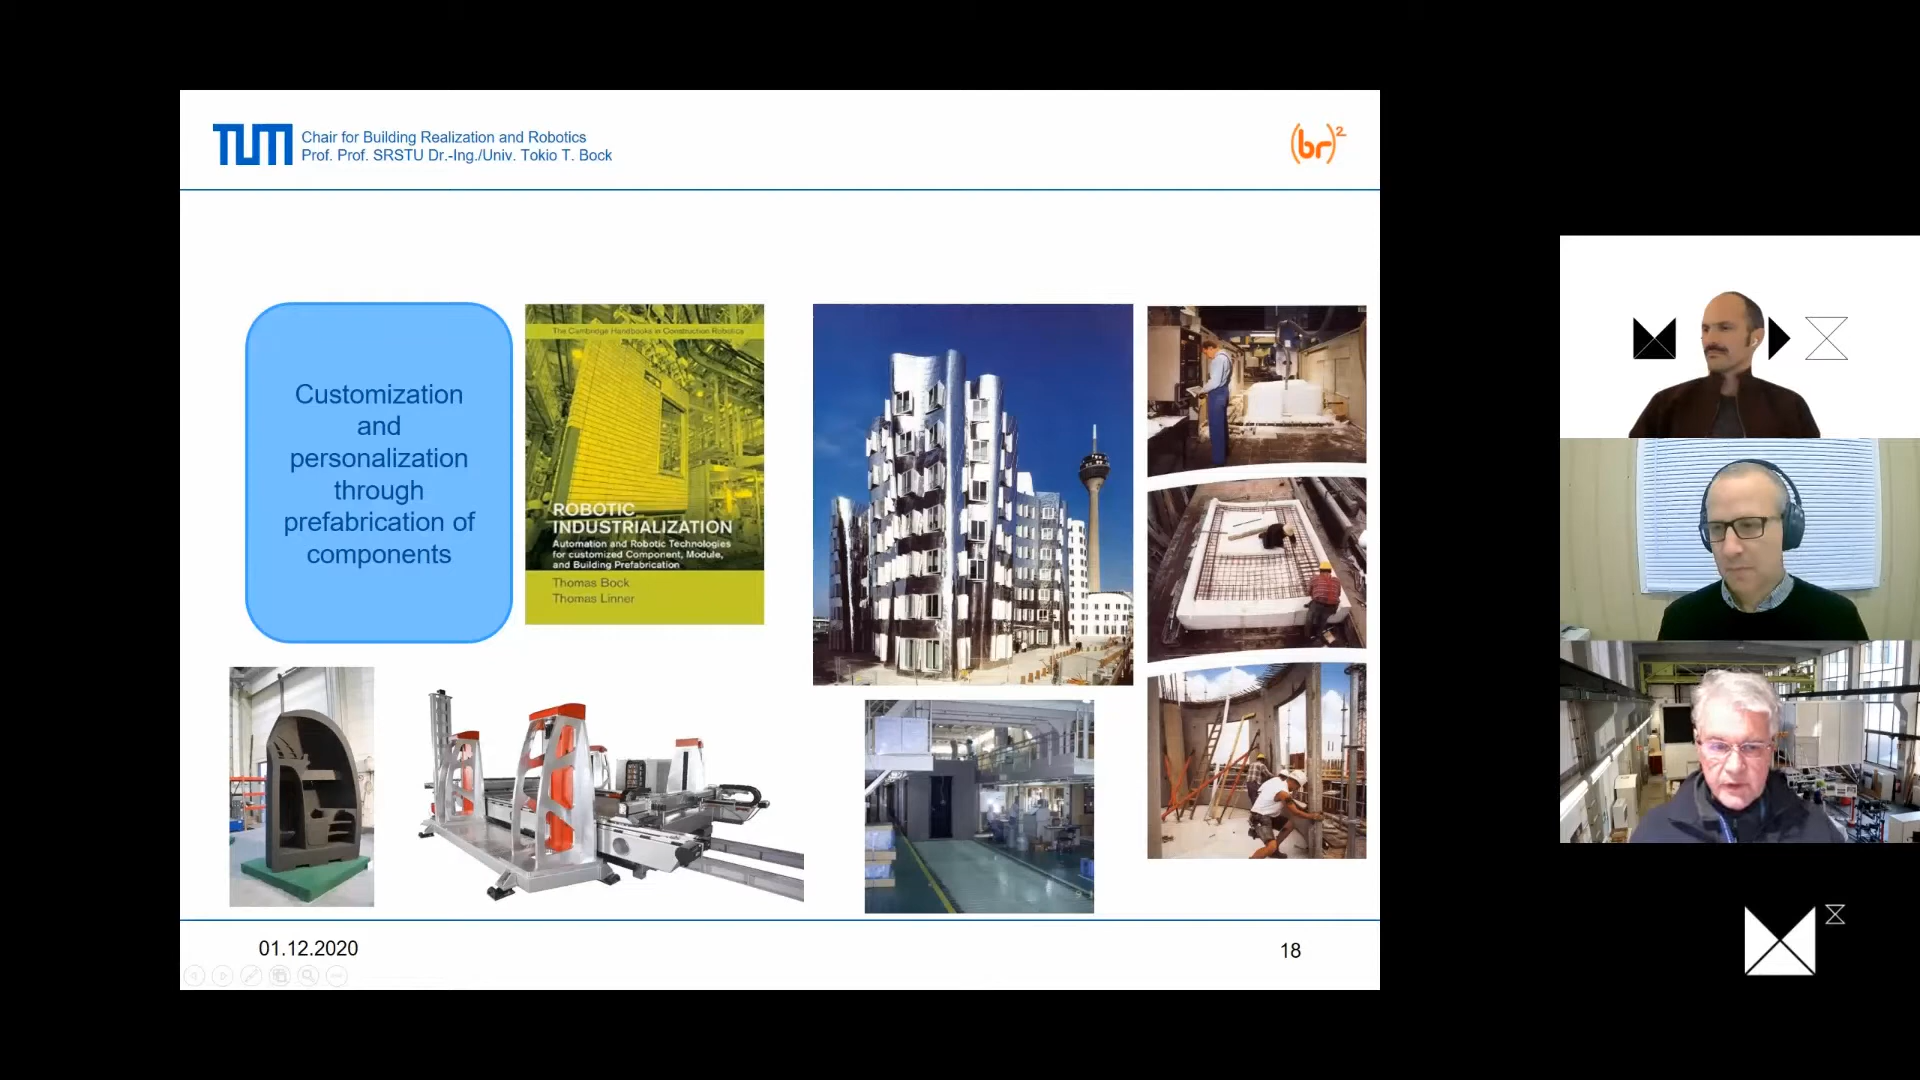 TUM
Chair for Building Realization and Robotics
Prof. Prof. SRSTU Dr.-Ing./Univ. Tokio T. Bock
(br)²
Customization
and
personalization
through
prefabrication of
components
The Cambridge Handbooks in Construction Robotics
ROBOTIC
INDUSTRIALIZATION
Automation and Robotic Technologies
for customized Component, Module,
and Building Prefabrication
Thomas Bock
Thomas Linner
01.12.2020
18